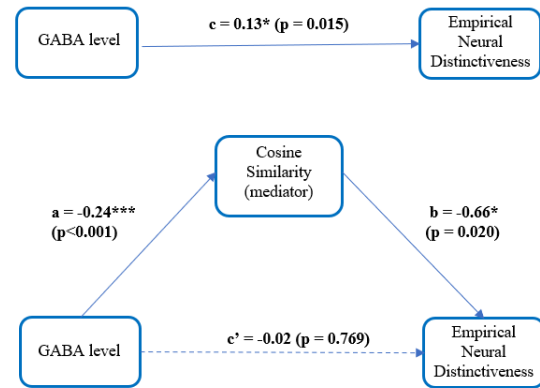 GABA level
c = 0.13* (p = 0.015)
Empirical
Neural
Distinctiveness
Cosine
Similarity
(mediator)
a = -0.24***
(p<0.001)
b = -0.66*
(p = 0.020)
GABA level
c’ = -0.02 (p = 0.769)
Empirical
Neural
Distinctiveness